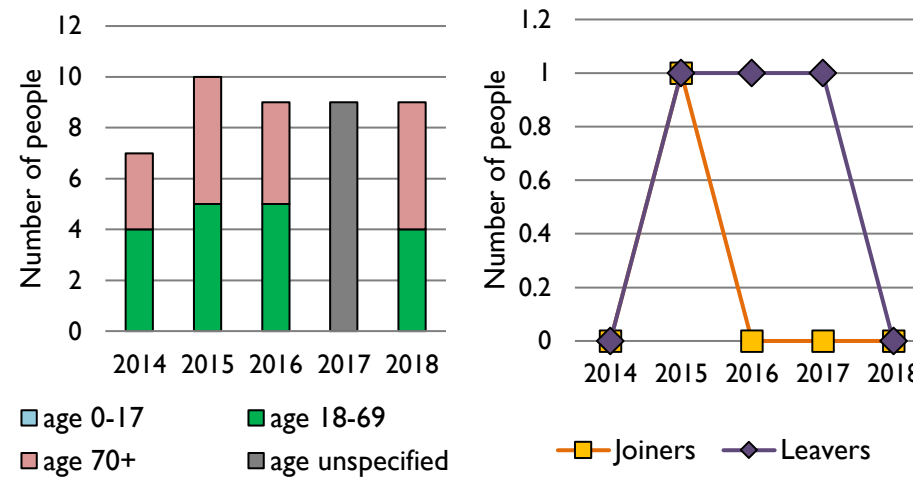 Number of people
12
10
8
6
4
2
0
2014 2015 2016 2017 2018
age 0-17 age 18-69
age 70+ age unspecified
Number of people
1.2
1
0.8
0.6
0.4
0.2
0
2014 2015 2016 2017 2018
Joiners Leavers